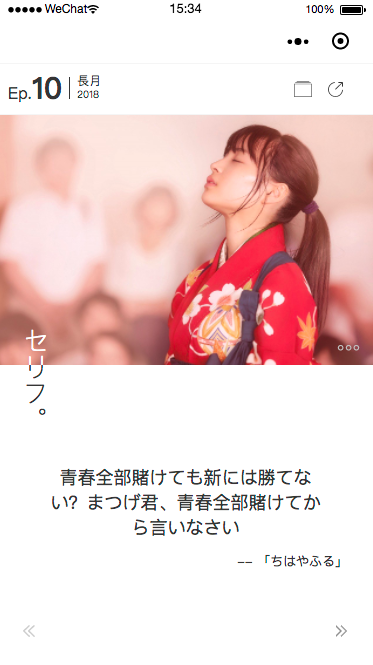 WeChat 15:34 100%
Ep.10 長月
2018
セリフ。
青春全部賭けても新には勝てな
い? まつげ君、青春全部賭けてか
ら言いなさい
-- 「ちはやふる」